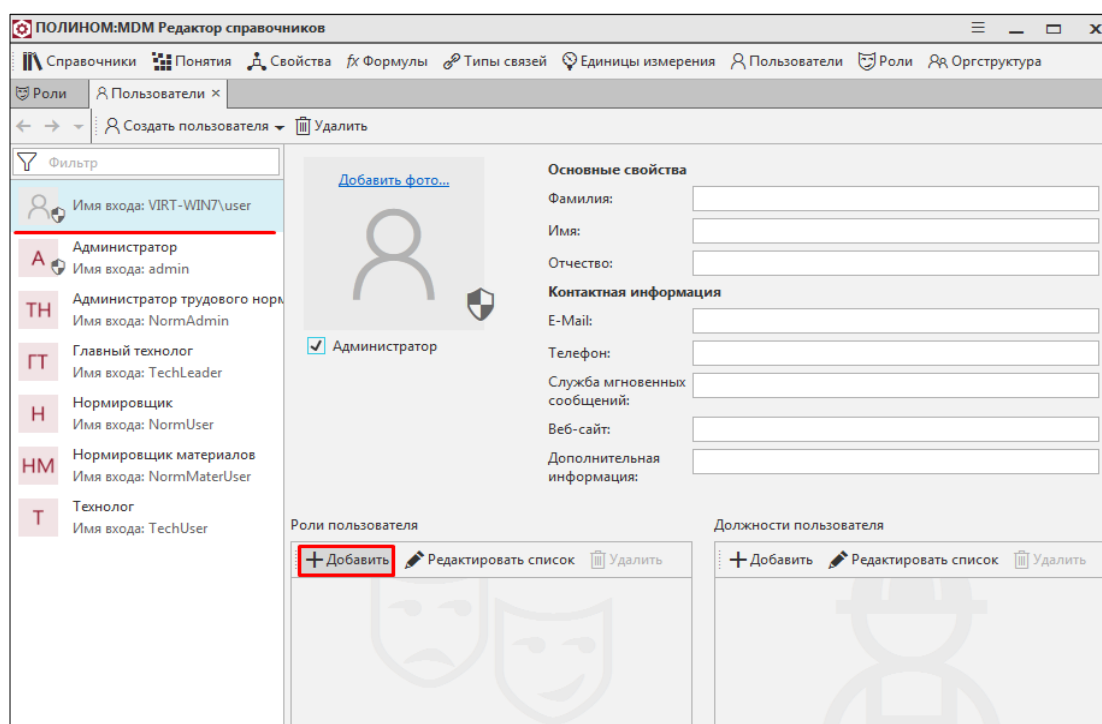 ПОЛИНОМ:MDM Редактор справочников
Справочники Понятия Свойства fx Формулы Типы связей Единицы измерения Пользователи Роли Оргструктура
Роли Пользователи ×
Создать пользователя Удалить
Фильтр
Имя входа: VIRT-WIN7\user
А Администратор
Имя входа: admin
ТН Администратор трудового норм
Имя входа: NormAdmin
ГТ Главный технолог
Имя входа: TechLeader
Н Нормировщик
Имя входа: NormUser
НМ Нормировщик материалов
Имя входа: NormMaterUser
Т Технолог
Имя входа: TechUser
Добавить фото...
Администратор
Основные свойства
Фамилия:
Имя:
Отчество:
Контактная информация
E-Mail:
Телефон:
Служба мгновенных
сообщений:
Веб-сайт:
Дополнительная
информация:
Роли пользователя
Добавить Редактировать список Удалить
Должности пользователя
Добавить Редактировать список Удалить